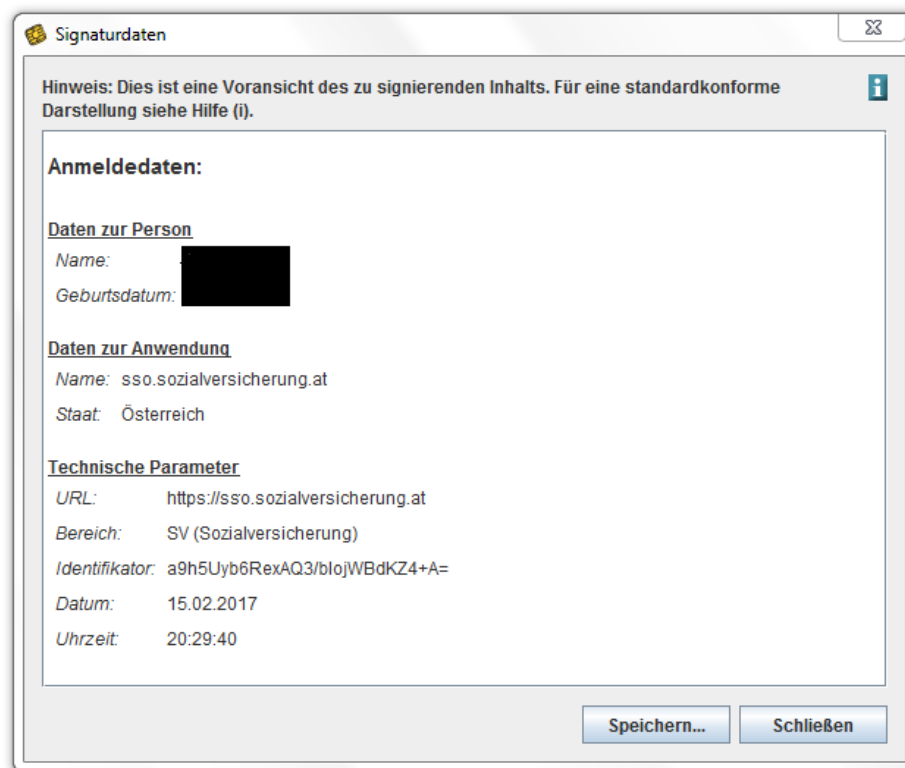 Signaturdaten
Hinweis: Dies ist eine Voransicht des zu signierenden Inhalts. Für eine standardkonforme
Darstellung siehe Hilfe (i).
Anmeldedaten:
Daten zur Person
Name:
Geburtsdatum:
Daten zur Anwendung
Name: sso.sozialversicherung.at
Staat: Österreich
Technische Parameter
URL: https://sso.sozialversicherung.at
Bereich: SV (Sozialversicherung)
Identifikator: a9h5Uyb6RexAQ3/blojWBdKZ4+A=
Datum: 15.02.2017
Uhrzeit: 20:29:40
Speichern... Schließen